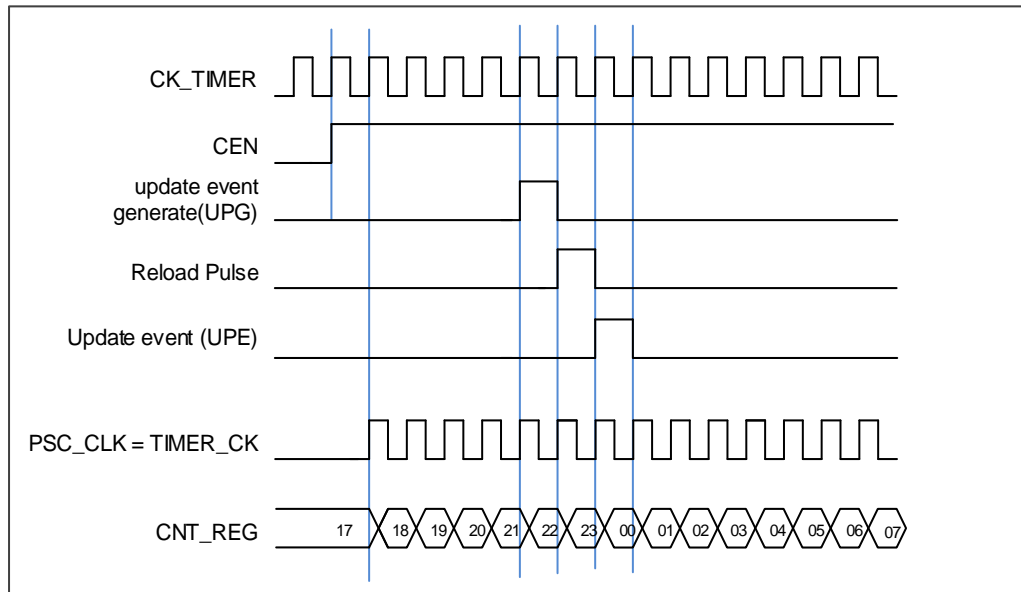 CK_TIMER
CEN
update event
generate(UPG)
Reload Pulse
Update event (UPE)
PSC_CLK = TIMER_CK
CNT_REG 17 18 19 20 21 22 23 00 01 02 03 04 05 06 07